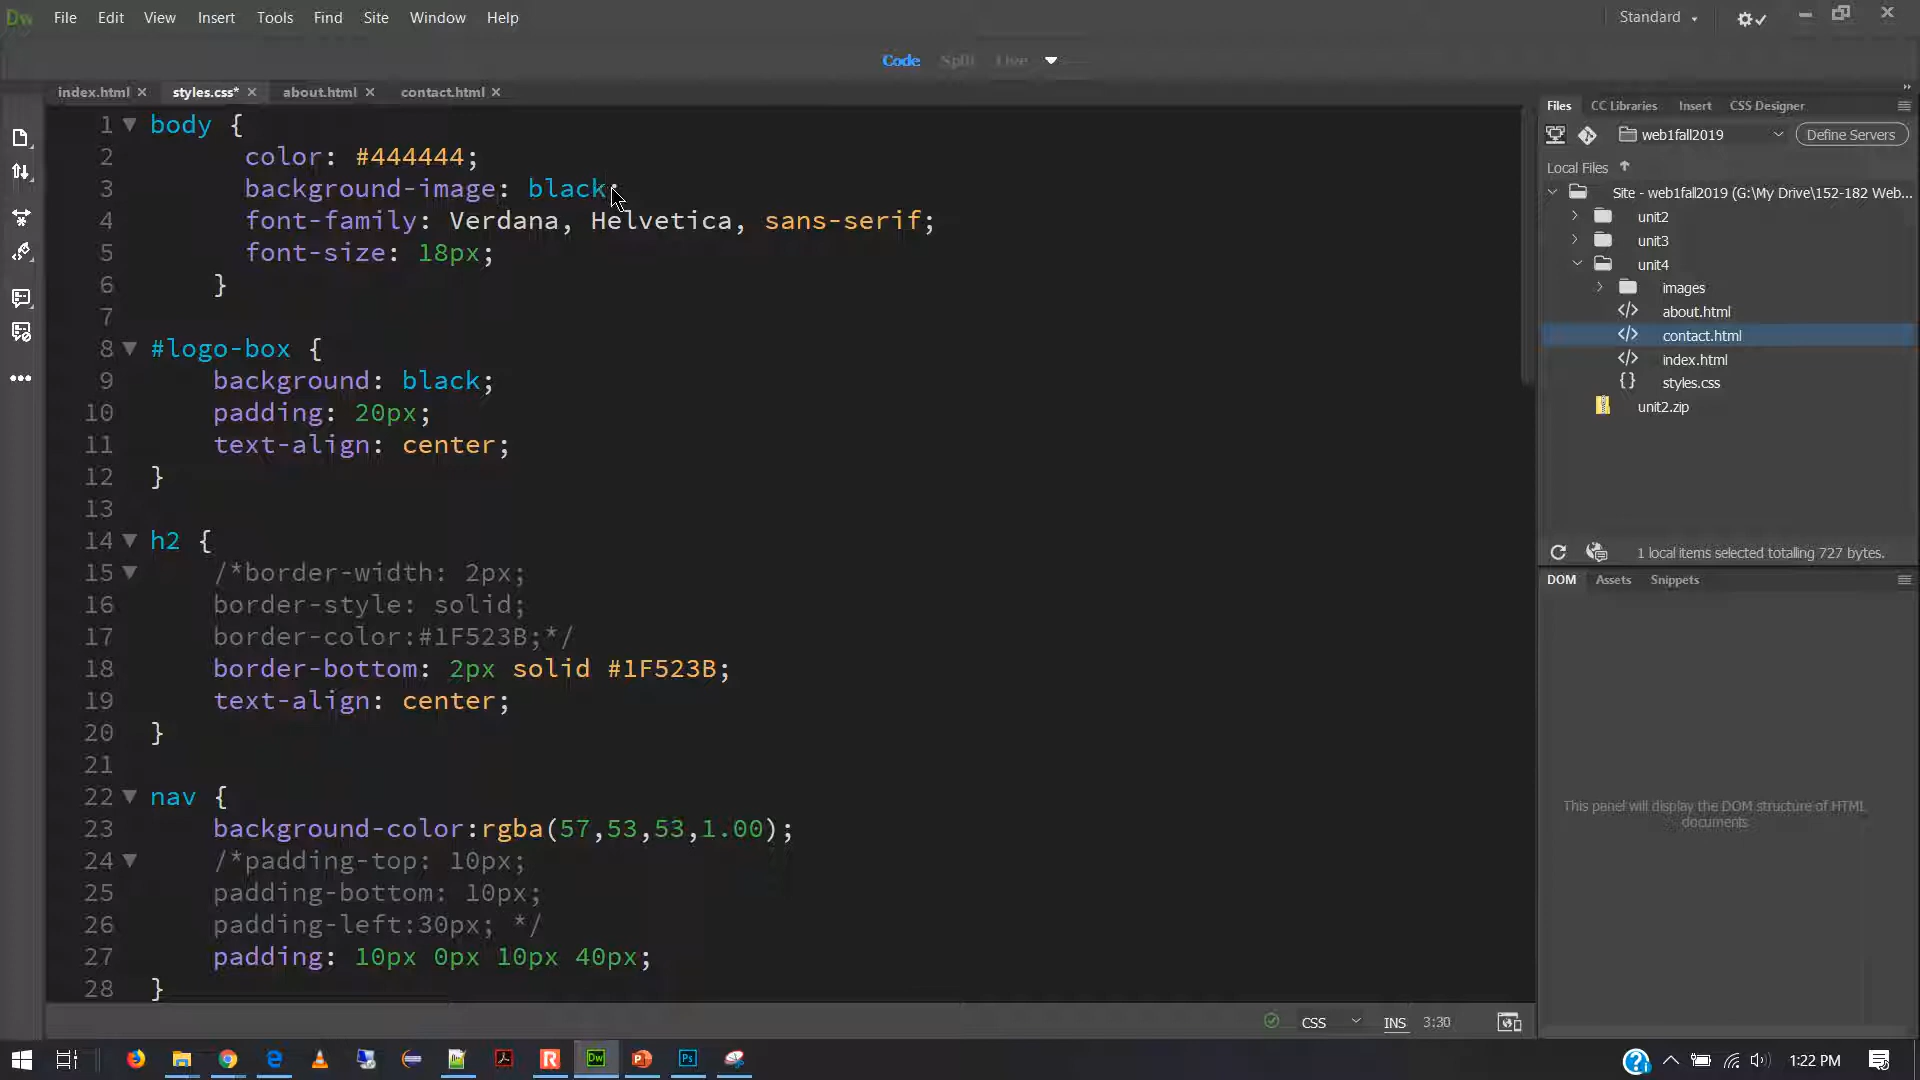 Dw File Edit View Insert Tools Find Site Window Help Standard
Code Split Live
index.html styles.css* about.html contact.html
1 body {
2 color: #444444;
3 background-image: black;
4 font-family: Verdana, Helvetica, sans-serif;
5 font-size: 18px;
6 }
7
8 #logo-box {
9 background: black;
10 padding: 20px;
11 text-align: center;
12 }
13
14 h2 {
15 /*border-width: 2px;
16 border-style: solid;
17 border-color:#1F523B;*/
18 border-bottom: 2px solid #1F523B;
19 text-align: center;
20 }
21
22 nav {
23 background-color:rgba(57,53,53,1.00);
24 /*padding-top: 10px;
25 padding-bottom: 10px;
26 padding-left:30px; */
27 padding: 10px 0px 10px 40px;
28 }
CSS INS 3:30
Files CC Libraries Insert CSS Designer
web1fall2019 Define Servers
Local Files
Site - web1fall2019 (G:\My Drive\152-182 Web...
unit2
unit3
unit4
images
about.html
contact.html
index.html
styles.css
unit2.zip
1 local items selected totalling 727 bytes.
DOM Assets Snippets
This panel will display the DOM structure of HTML
documents
Dw Ps 1:22 PM